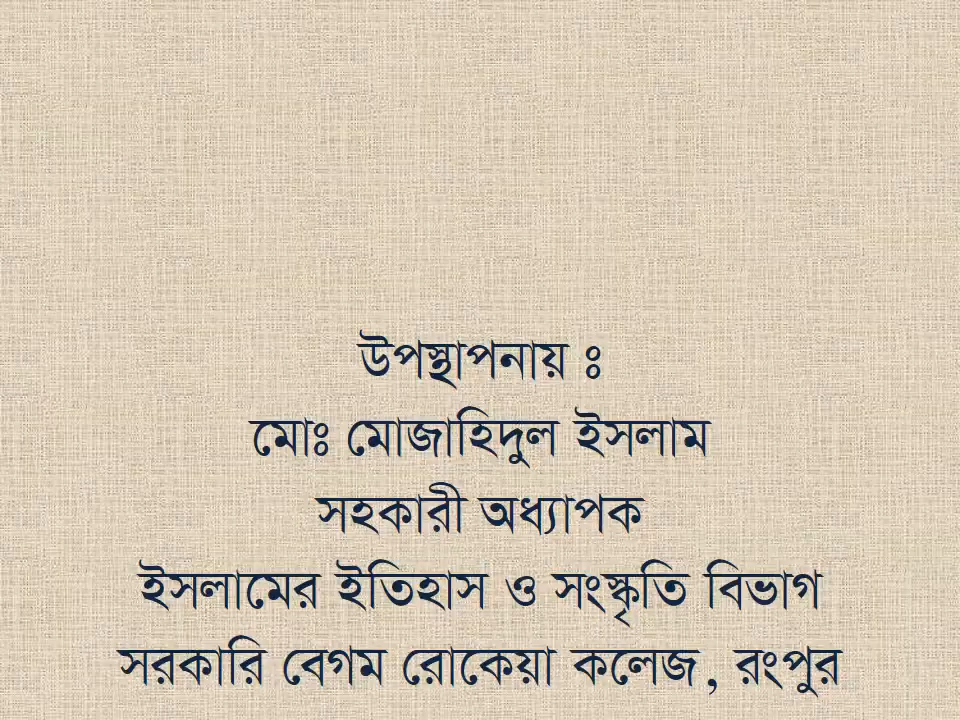 উপস্থাপনায় ঃ
মোঃ মোজাহিদুল ইসলাম
সহকারী অধ্যাপক
ইসলামের ইতিহাস ও সংস্কৃতি বিভাগ
সরকারি বেগম রোকেয়া কলেজ, রংপুর